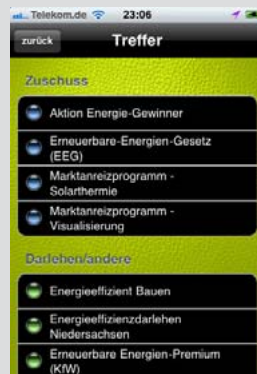 Telekom.de 23:06
zurück Treffer
Zuschuss
Aktion Energie-Gewinner
Erneuerbare-Energien-Gesetz
(EEG)
Marktanreizprogramm -
Solarthermie
Marktanreizprogramm -
Visualisierung
Darlehen/andere
Energieeffizient Bauen
Energieeffizienzdarlehen
Niedersachsen
Erneuerbare Energien-Premium
(KfW)